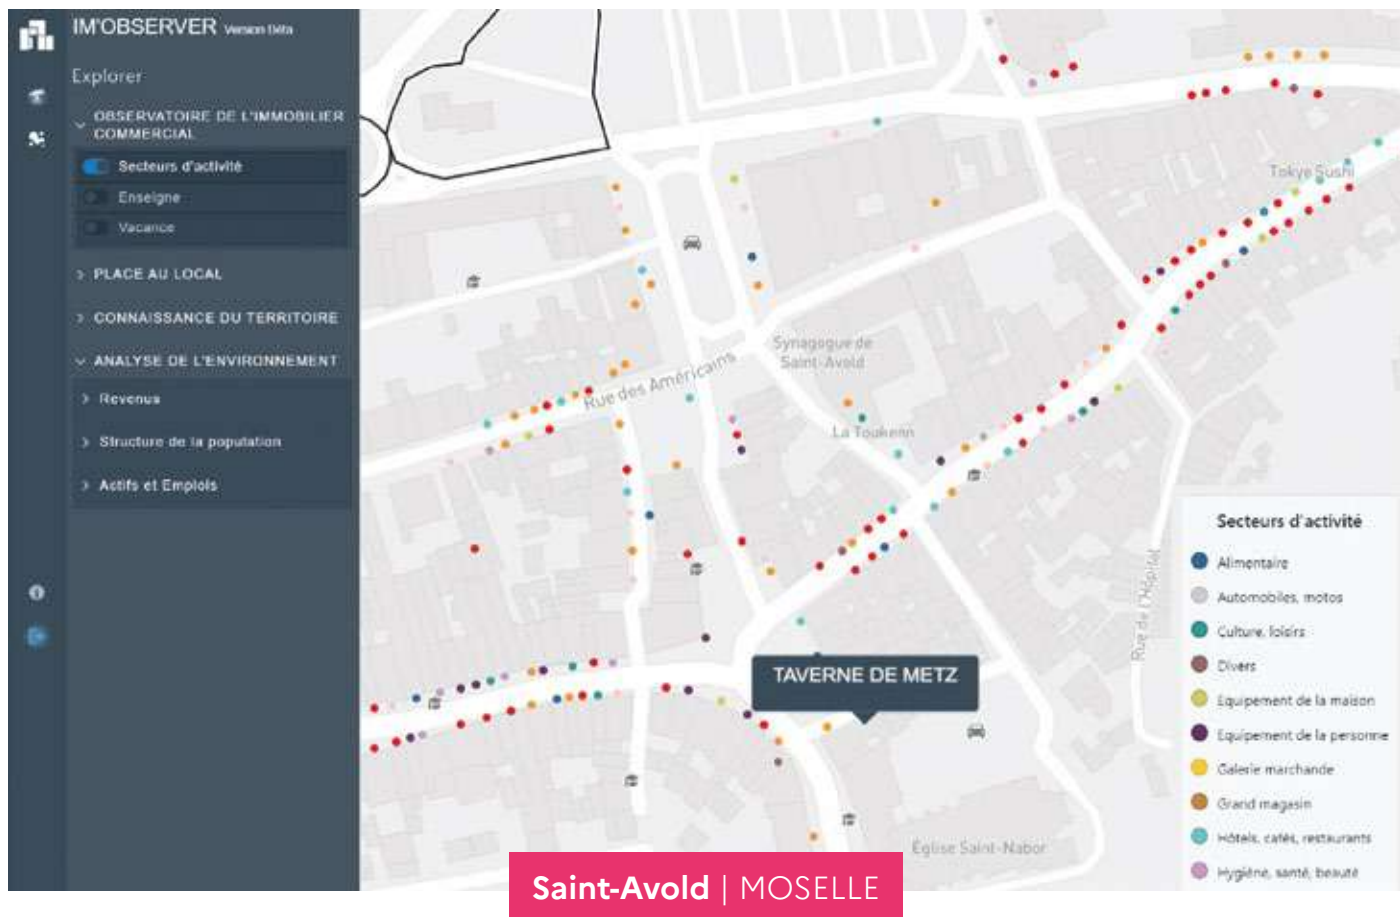 IM'OBSERVER Version Bêta
Explorer
OBSERVATOIRE DE L'IMMOBILIER
COMMERCIAL
Secteurs d'activité
Enseigne
Vacance
PLACE AU LOCAL
CONNAISSANCE DU TERRITOIRE
ANALYSE DE L'ENVIRONNEMENT
Revenus
Structure de la population
Actifs et Emplois
Tokyo Sushi
Synagogue de
Saint-Avold
Rue des Américains
La Toukenn
Rue de l'Hôpital
TAVERNE DE METZ
Église Saint-Nabor
Secteurs d'activité
Alimentaire
Automobiles, motos
Culture, loisirs
Divers
Equipement de la maison
Equipement de la personne
Galerie marchande
Grand magasin
Hôtels, cafés, restaurants
Hygiène, santé, beauté
Saint-Avold | MOSELLE